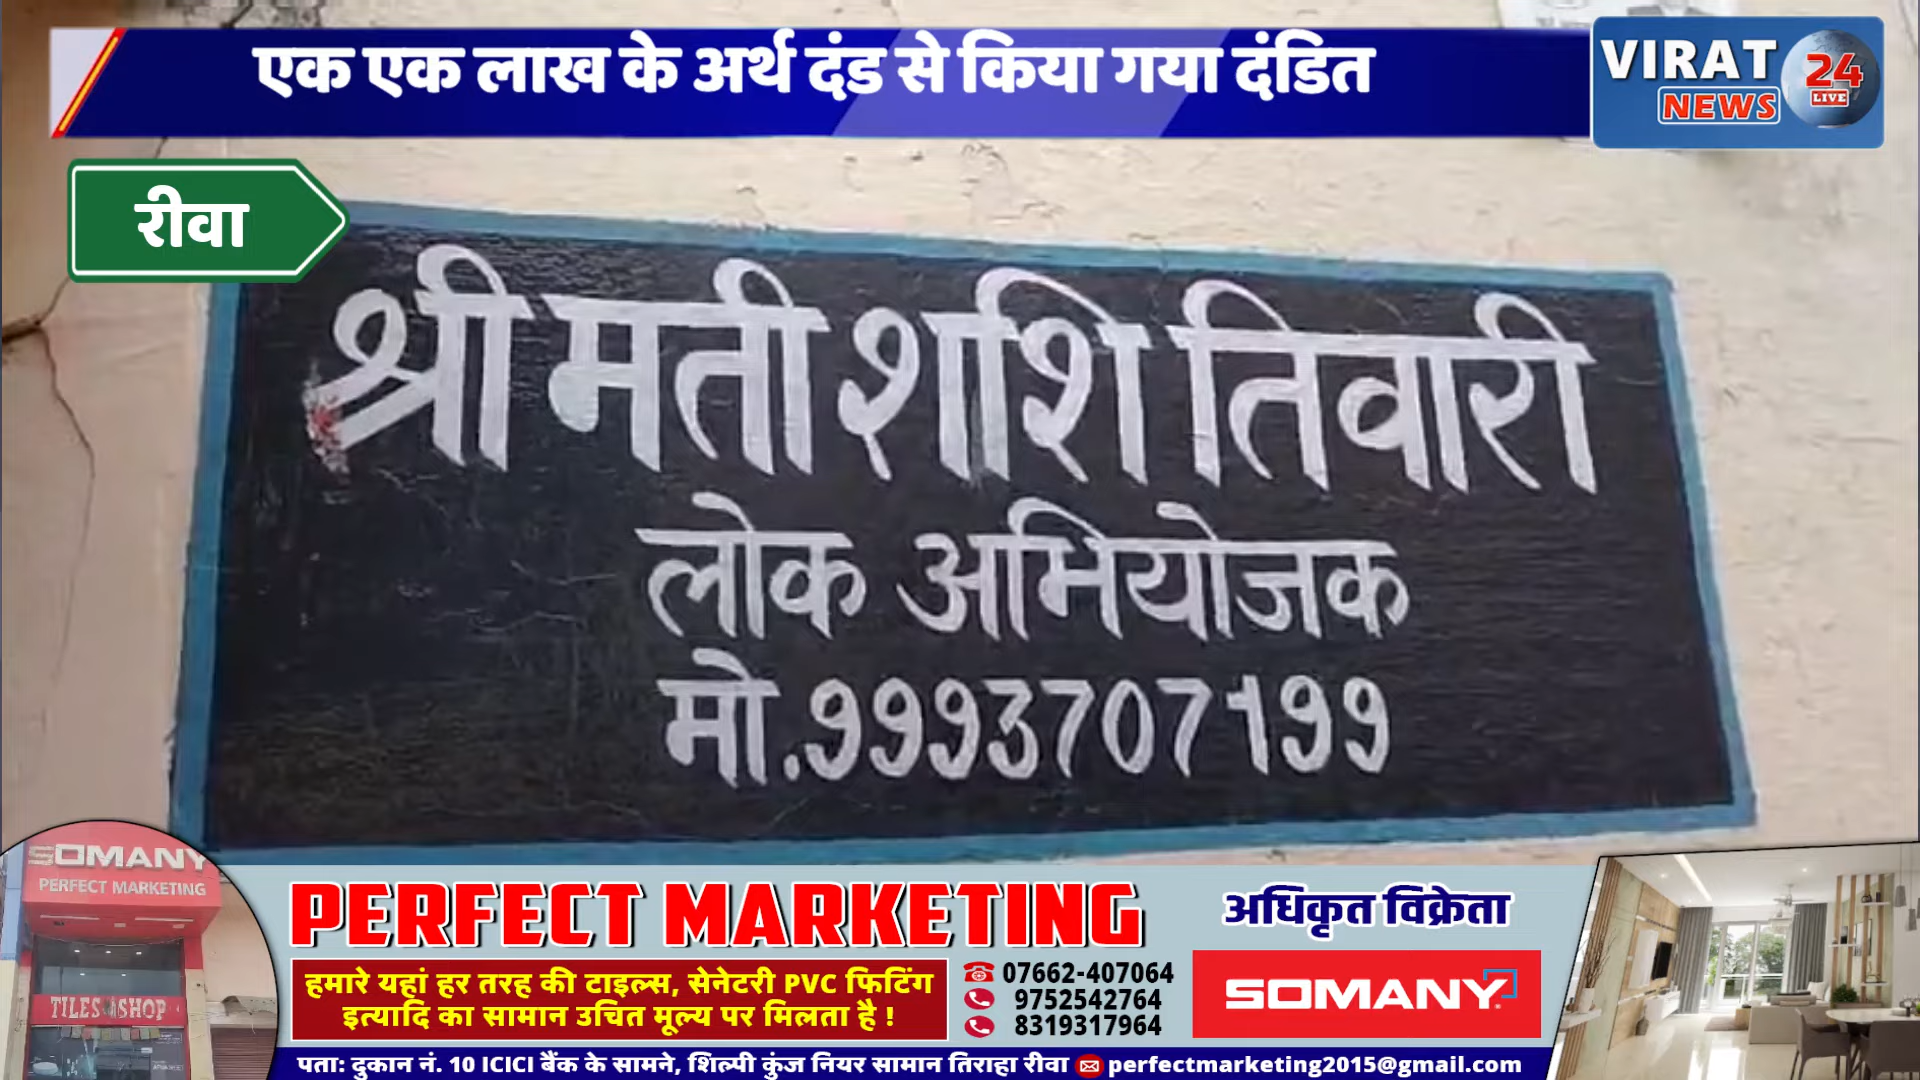 एक एक लाख के अर्थ दंड से किया गया दंडित
VIRAT
24
LIVE
NEWS
रीवा
श्रीमती शशि तिवारी
लोक अभियोजक
मो.9993707199
SOMANY
PERFECT MARKETING
TILES SHOP
PERFECT MARKETING
हमारे यहां हर तरह की टाइल्स, सेनेटरी PVC फिटिंग
इत्यादि का सामान उचित मूल्य पर मिलता है !
07662-407064
9752542764
8319317964
अधिकृत विक्रेता
SOMANY
पता: दुकान नं. 10 ICICI बैंक के सामने, शिल्पी कुंज नियर सामान तिराहा रीवा perfectmarketing2015@gmail.com